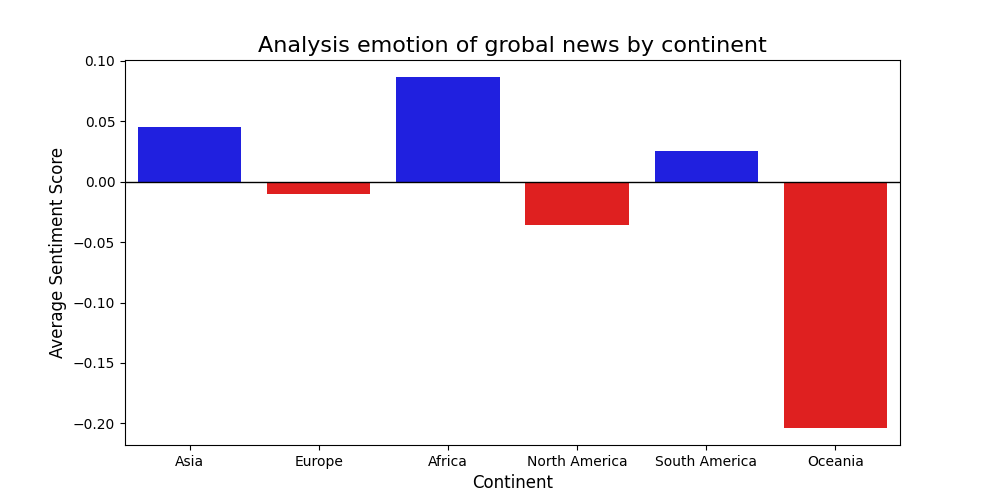 Analysis emotion of grobal news by continent
0.10
0.05
0.00
−0.05
−0.10
−0.15
−0.20
Average Sentiment Score
Asia Europe Africa North America South America Oceania
Continent